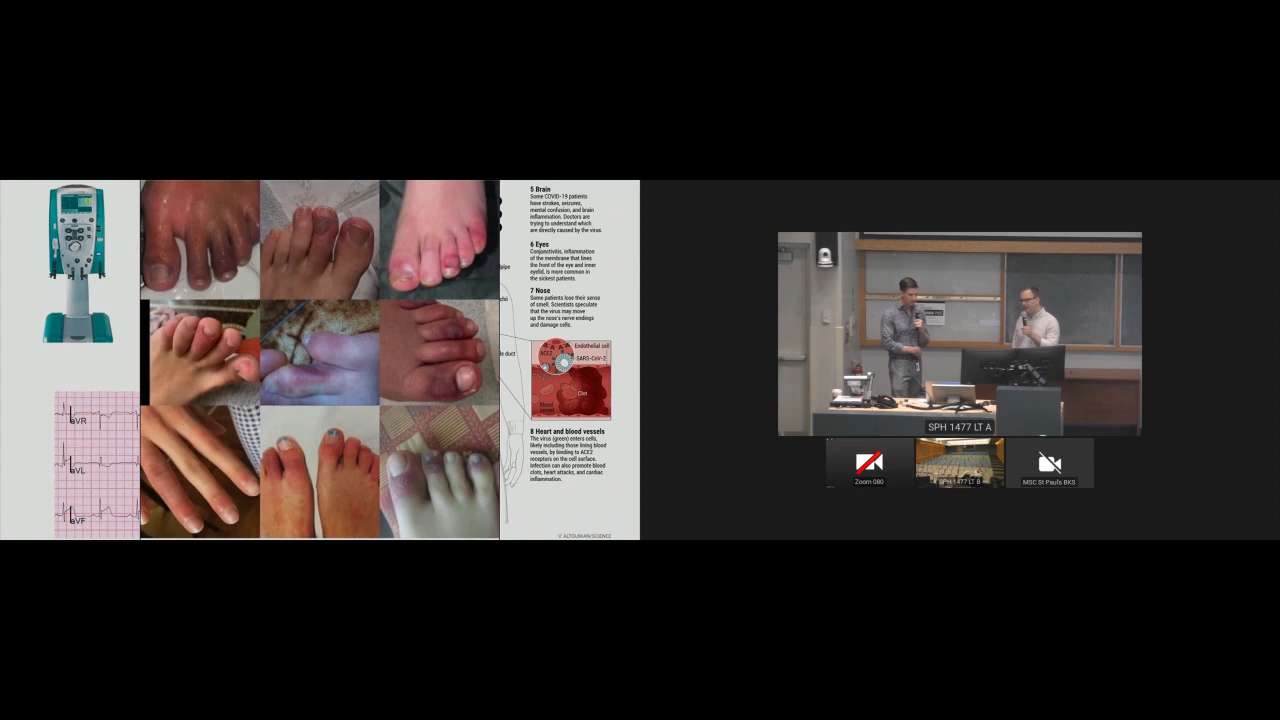 aVR
aVL
aVF
5 Brain
Some COVID-19 patients
have strokes, seizures,
mental confusion, and brain
inflammation. Doctors are
trying to understand which
are directly caused by the virus.
6 Eyes
Conjunctivitis, inflammation
of the membrane that lines
the front of the eye and inner
eyelid, is more common in
the sickest patients.
7 Nose
Some patients lose their sense
of smell. Scientists speculate
that the virus may move
up the nose's nerve endings
and damage cells.
ACE2
Endothelial cell
SARS-CoV-2
Clot
Blood
vessel
8 Heart and blood vessels
The virus (green) enters cells,
likely including those lining blood
vessels, by binding to ACE2
receptors on the cell surface.
Infection can also promote blood
clots, heart attacks, and cardiac
inflammation.
V. ALTOUNIAN/SCIENCE
SPH 1477 LT A
Zoom 080
SPH 1477 LT B
MSC St Paul's BKS